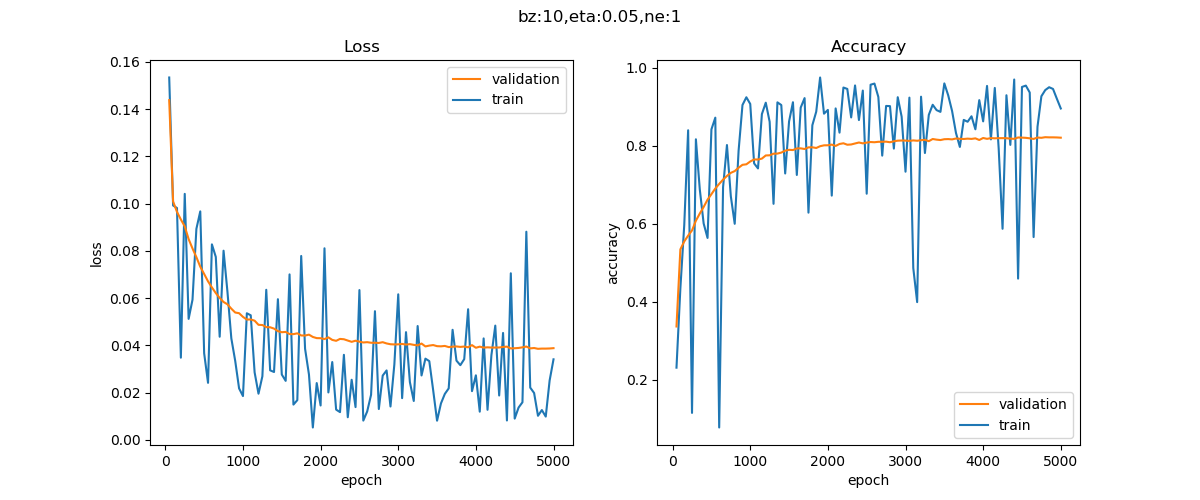 bz:10,eta:0.05,ne:1
Loss
0.16
0.14
0.12
0.10
0.08
0.06
0.04
0.02
0.00
loss
validation
train
0 1000 2000 3000 4000 5000
epoch
Accuracy
1.0
0.8
0.6
0.4
0.2
accuracy
validation
train
0 1000 2000 3000 4000 5000
epoch